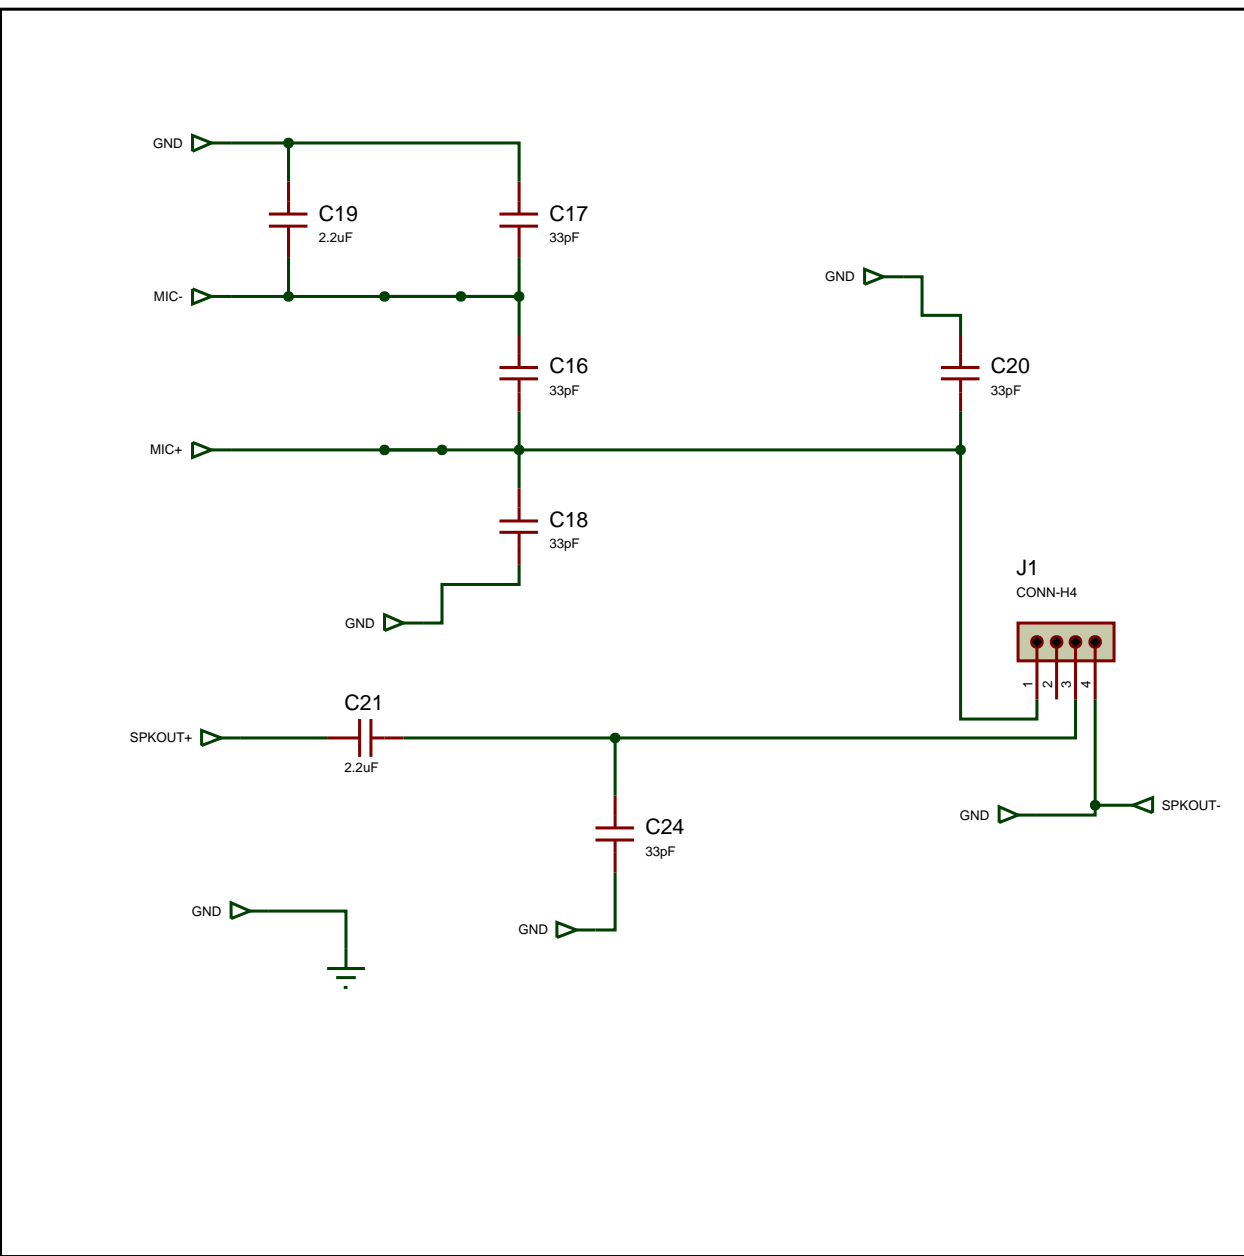 GND
C19
2.2uF
C17
33pF
MIC-
GND
C16
33pF
C20
33pF
MIC+
C18
33pF
GND
J1
CONN-H4
1
2
3
4
C21
SPKOUT+
2.2uF
GND
SPKOUT-
C24
33pF
GND
GND